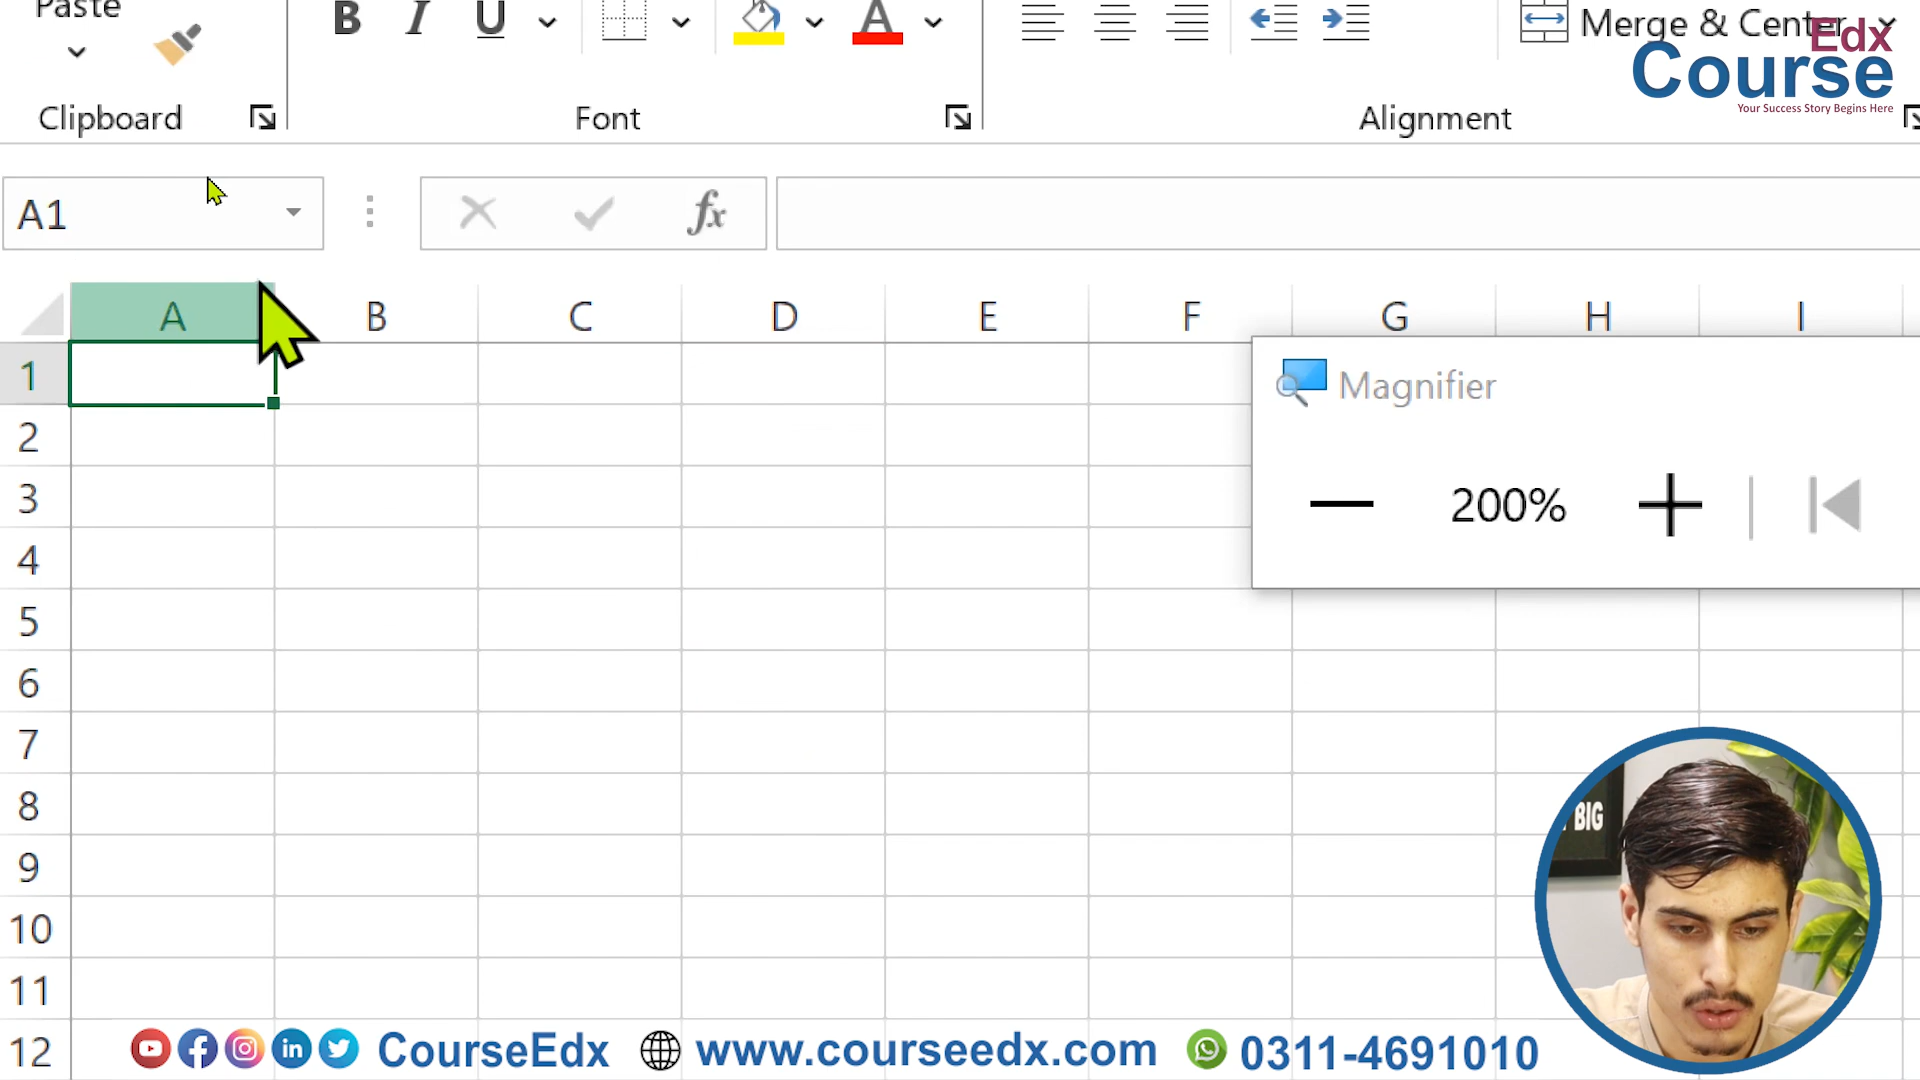 Paste
B I U A
Merge & Center
Edx
Course
Your Success Story Begins Here
Clipboard
Font
Alignment
A1
fx
A B C D E F G H I
1
Magnifier
2
3
200%
4
5
6
7
8
BIG
9
10
11
12
CourseEdx
www.courseedx.com
0311-4691010